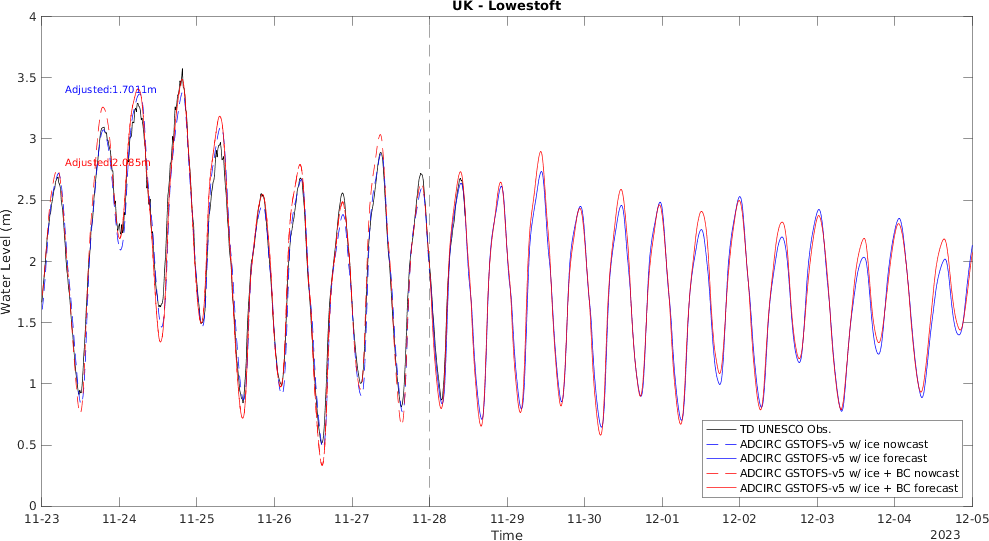 UK - Lowestoft
Water Level (m)
4
3.5
3
2.5
2
1.5
1
0.5
0
Adjusted:1.7011m
Adjusted:2.085m
TD UNESCO Obs.
ADCIRC GSTOFS-v5 w/ ice nowcast
ADCIRC GSTOFS-v5 w/ ice forecast
ADCIRC GSTOFS-v5 w/ ice + BC nowcast
ADCIRC GSTOFS-v5 w/ ice + BC forecast
11-23 11-24 11-25 11-26 11-27 11-28 11-29 11-30 12-01 12-02 12-03 12-04 12-05
Time
2023